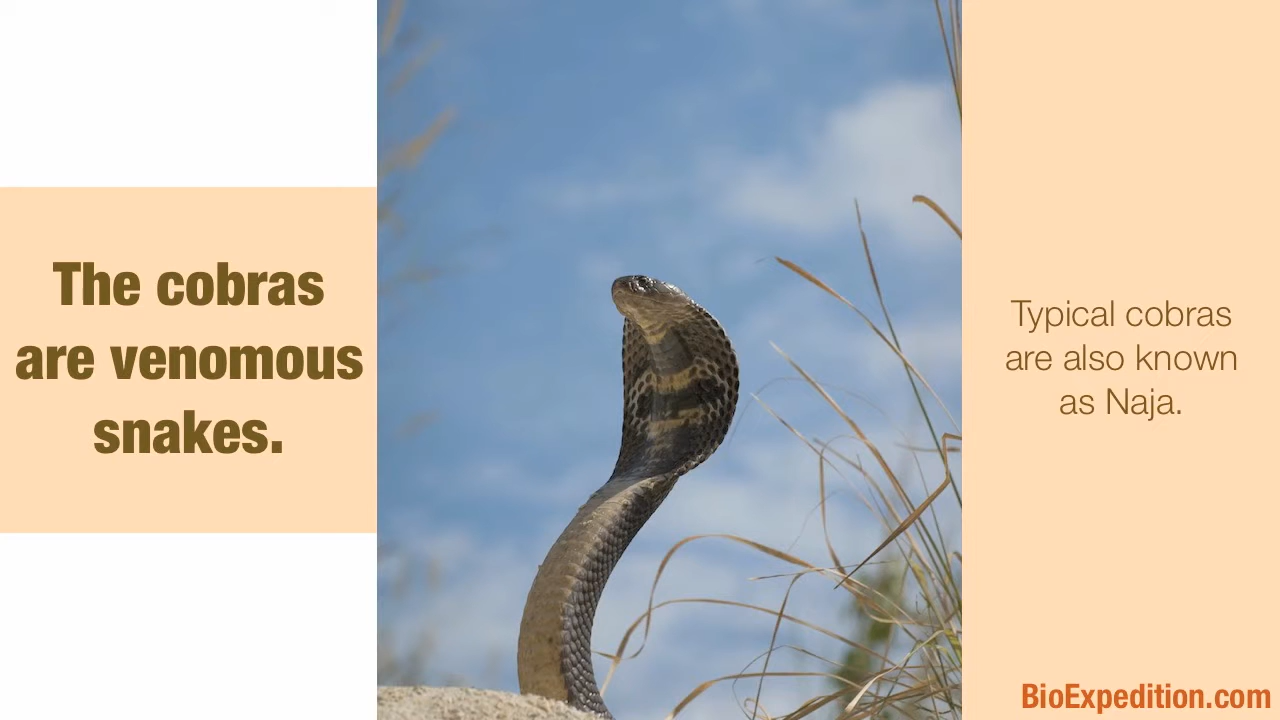 The cobras
are venomous
snakes.
Typical cobras
are also known
as Naja.
BioExpedition.com